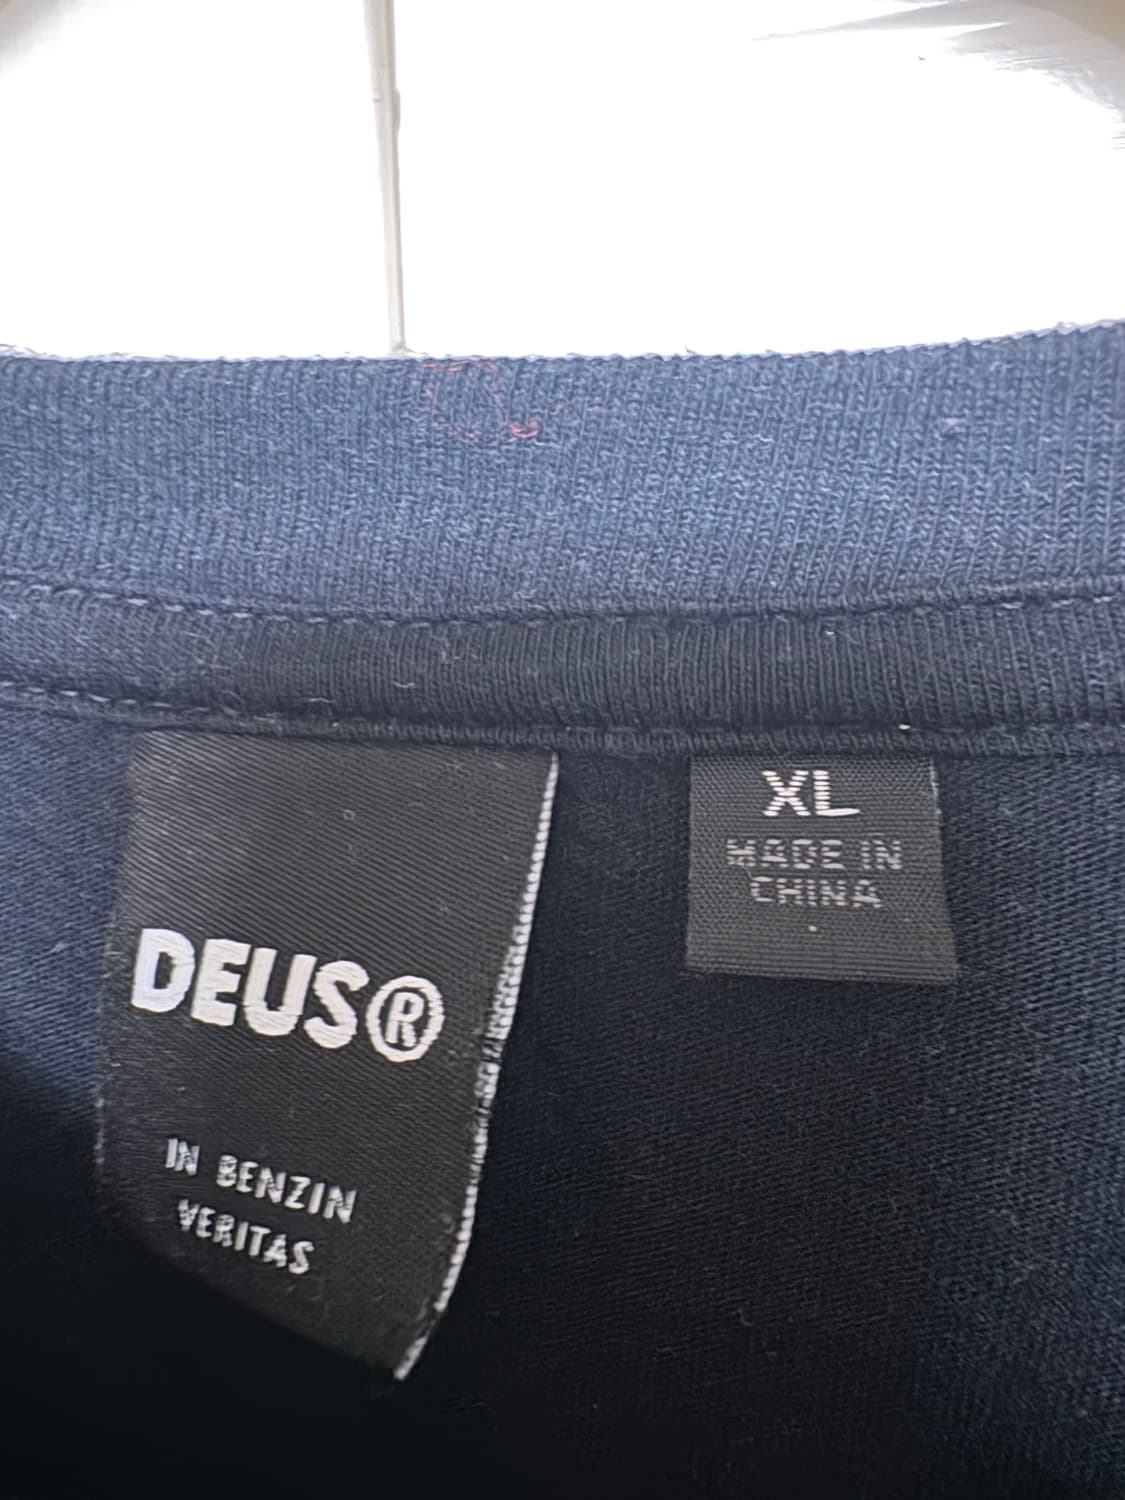 DEUS®
IN BENZIN
VERITAS
XL
MADE IN
CHINA